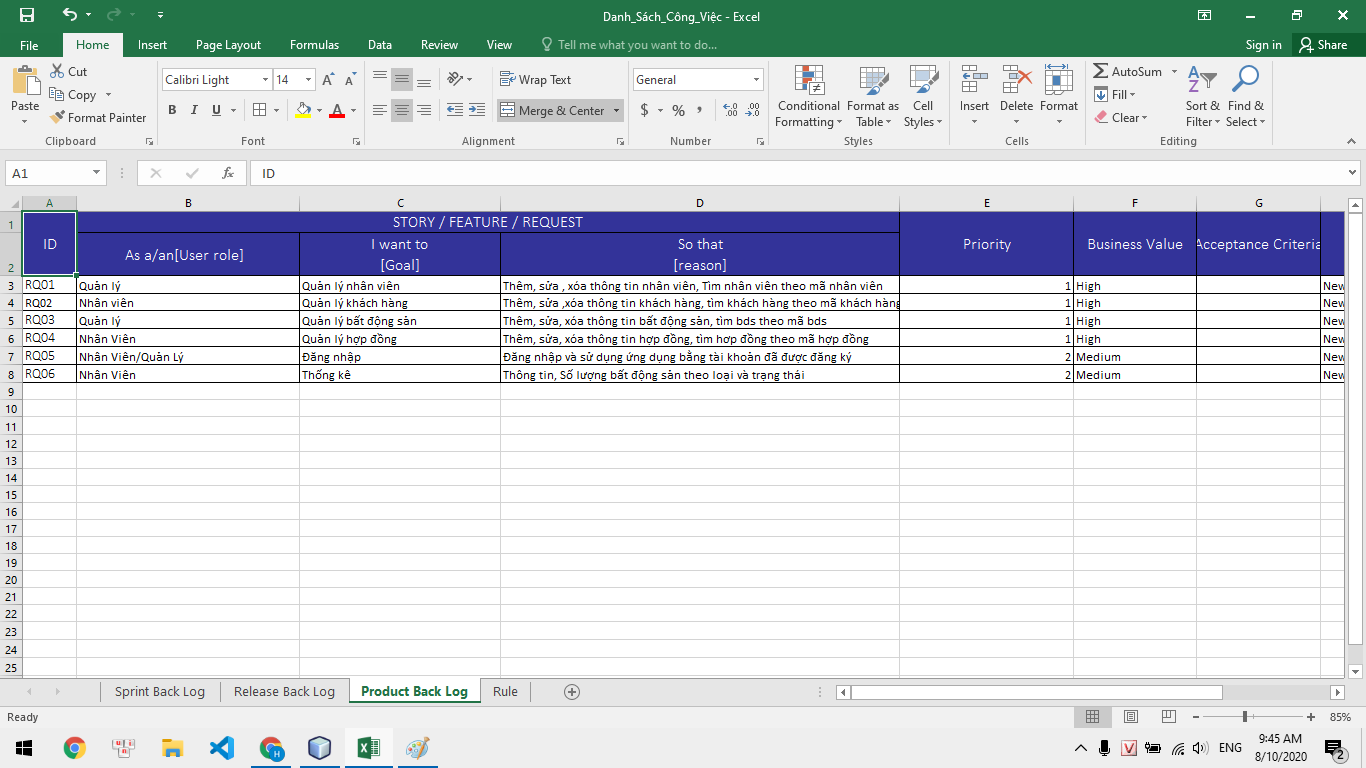 Danh_Sách_Công_Việc - Excel
File Home Insert Page Layout Formulas Data Review View Tell me what you want to do... Sign in Share
Paste Cut Copy Format Painter Clipboard
Calibri Light 14 A A B I U A Font
Wrap Text Merge & Center Alignment
General $ % , Number
Conditional Formatting Format as Table Cell Styles Styles
Insert Delete Format Cells
AutoSum Fill Clear Sort & Filter Find & Select Editing
A1 fx ID
A B C D E F G
1 ID STORY / FEATURE / REQUEST Priority Business Value Acceptance Criteria
2 As a/an[User role] I want to [Goal] So that [reason]
3 RQ01 Quản lý Quản lý nhân viên Thêm, sửa , xóa thông tin nhân viên, Tìm nhân viên theo mã nhân viên 1 High New
4 RQ02 Nhân viên Quản lý khách hàng Thêm, sửa ,xóa thông tin khách hàng, tìm khách hàng theo mã khách hàng 1 High New
5 RQ03 Quản lý Quản lý bất động sản Thêm, sửa, xóa thông tin bất động sản, tìm bds theo mã bds 1 High New
6 RQ04 Nhân Viên Quản lý hợp đồng Thêm, sửa, xóa thông tin hợp đồng, tìm hợp đồng theo mã hợp đồng 1 High New
7 RQ05 Nhân Viên/Quản Lý Đăng nhập Đăng nhập và sử dụng ứng dụng bằng tài khoản đã được đăng ký 2 Medium New
8 RQ06 Nhân Viên Thống kê Thông tin, Số lượng bất động sản theo loại và trạng thái 2 Medium New
9
10
11
12
13
14
15
16
17
18
19
20
21
22
23
24
25
Sprint Back Log Release Back Log Product Back Log Rule
Ready 85%
ENG 9:45 AM
8/10/2020 2